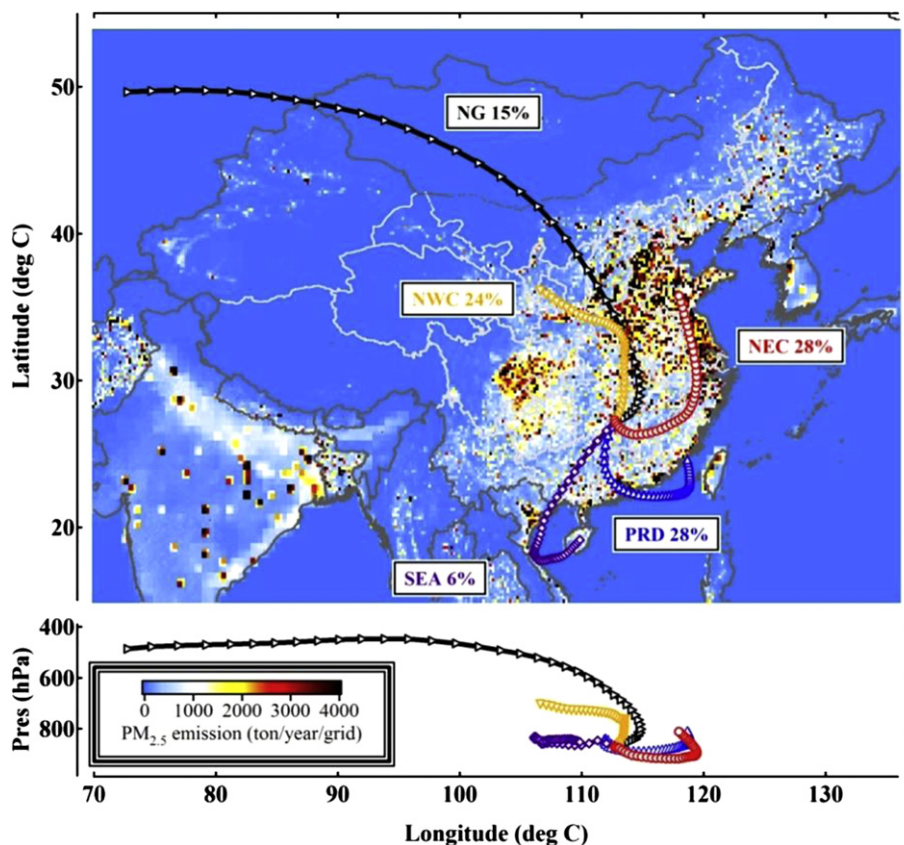 50
NG 15%
40
NWC 24%
NEC 28%
30
20
PRD 28%
SEA 6%
Latitude (deg C)
400
600
800
Pres (hPa)
0 1000 2000 3000 4000
PM2.5 emission (ton/year/grid)
70 80 90 100 110 120 130
Longitude (deg C)